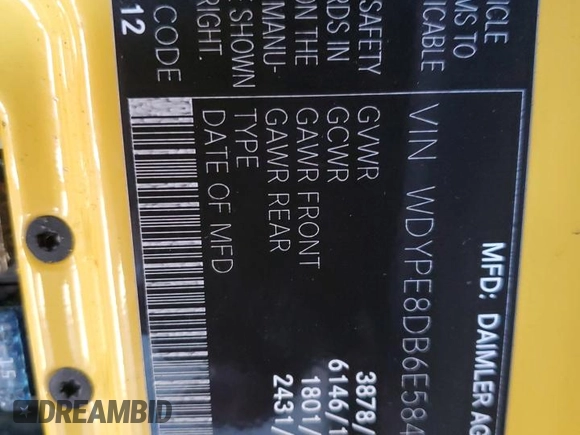 MFD: DAIMLER AG
VIN WDYPE8DB6E584
GVWR 3878/
GCWR 6146/1
GAWR FRONT 1801/
GAWR REAR 2431/
TYPE
DATE OF MFD
HICLE
MS TO
ICABLE
SAFETY
RDS IN
ON THE
MANU-
E SHOWN
RIGHT.
CODE
12
DREAMBID